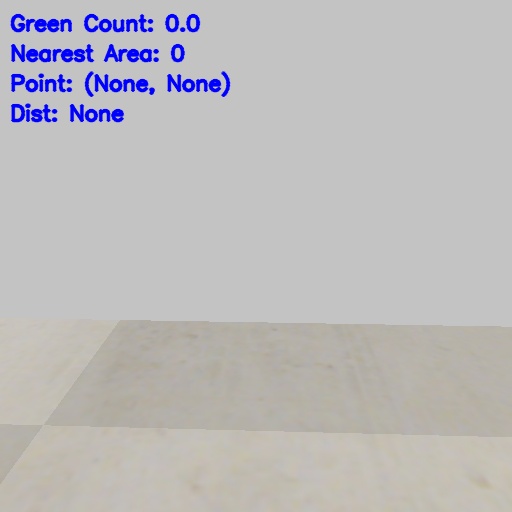 Green Count: 0.0
Nearest Area: 0
Point: (None, None)
Dist: None